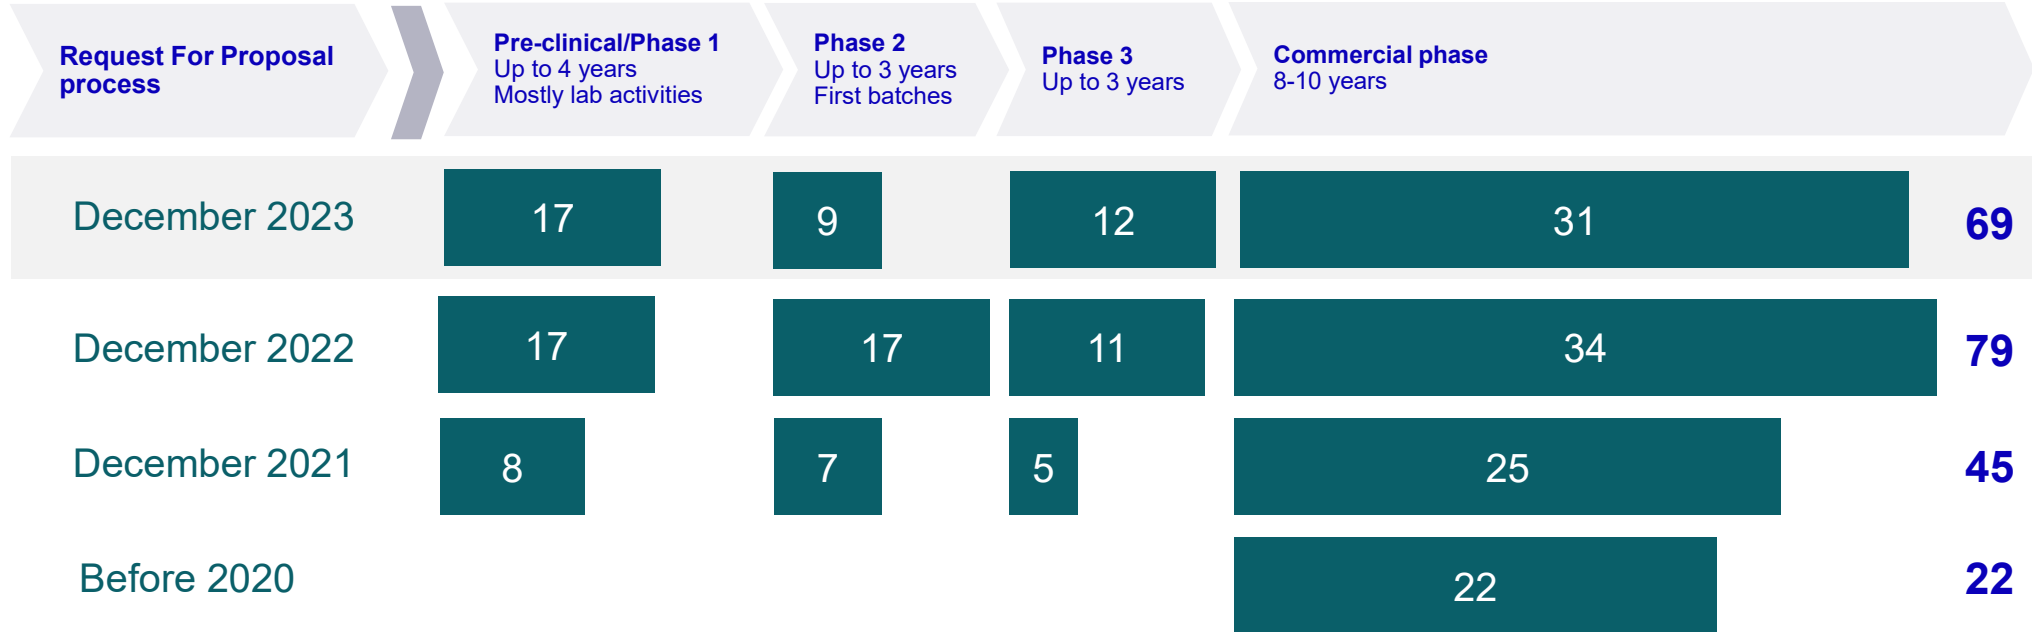 Request For Proposal
process
Pre-clinical/Phase 1
Up to 4 years
Mostly lab activities
Phase 2
Up to 3 years
First batches
Phase 3
Up to 3 years
Commercial phase
8-10 years
December 2023
17
9
12
31
69
December 2022
17
17
11
34
79
December 2021
8
7
5
25
45
Before 2020
22
22